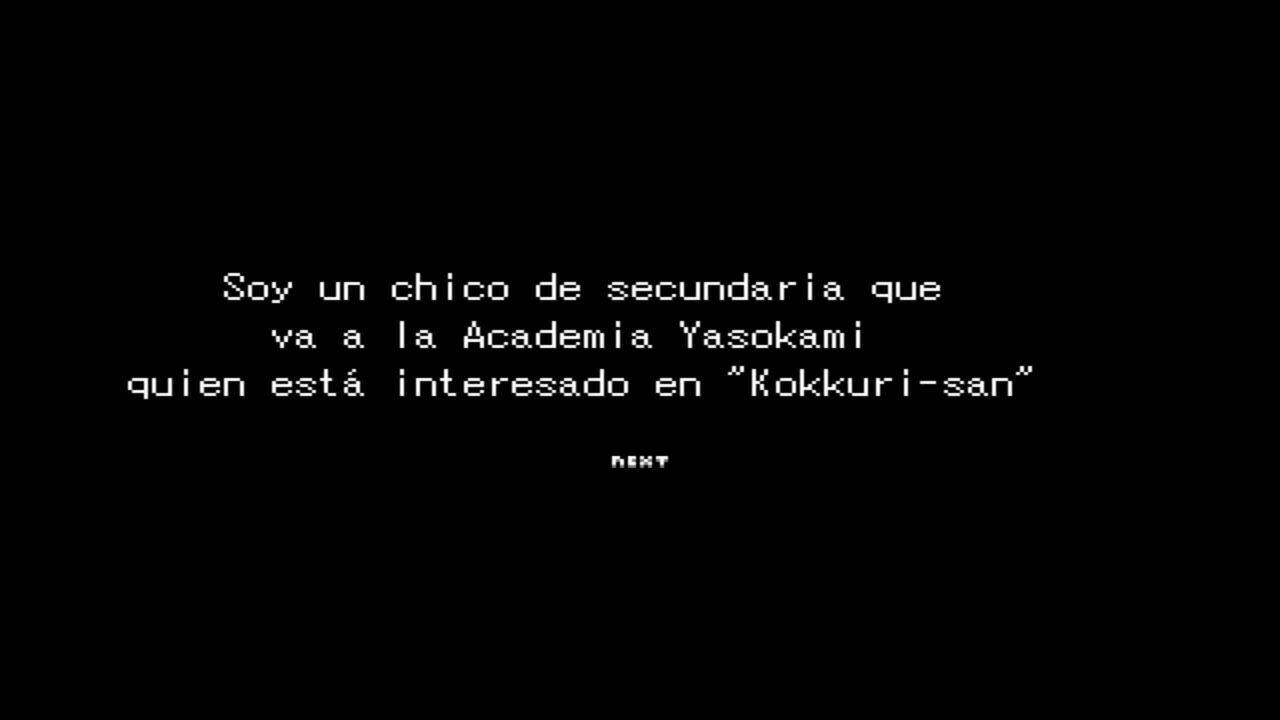 Soy un chico de secundaria que
va a la Academia Yasokami
quien está interesado en "Kokkuri-san"
NEXT